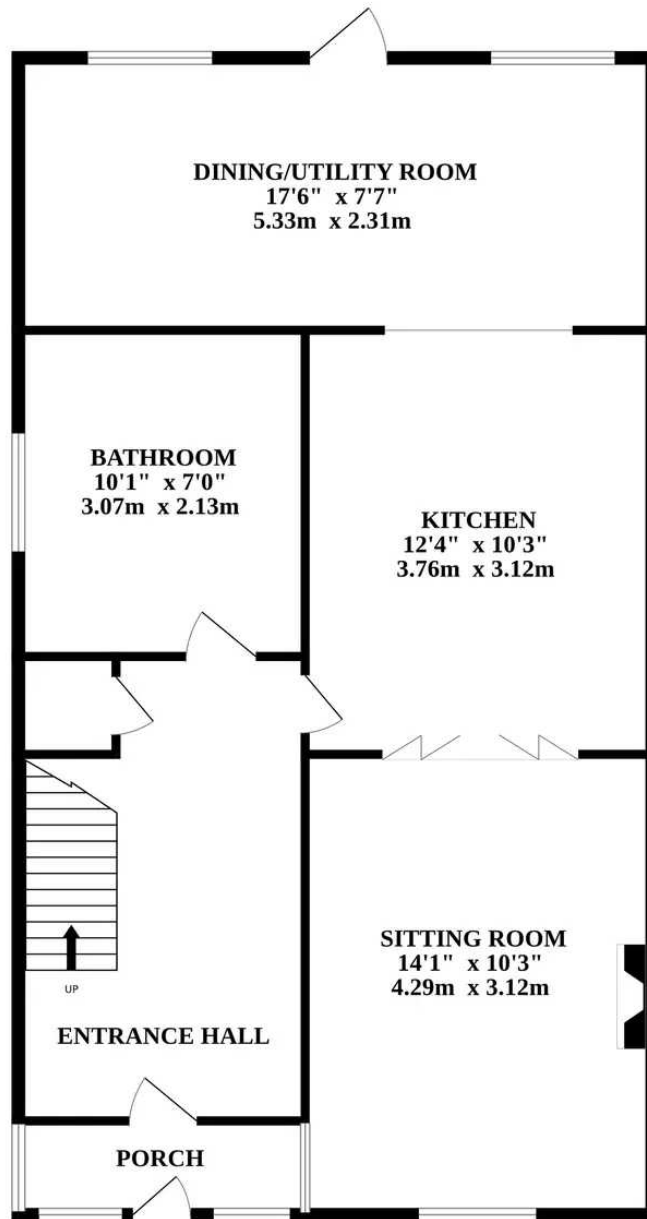 DINING/UTILITY ROOM
17'6" x 7'7"
5.33m x 2.31m
BATHROOM
10'1" x 7'0"
3.07m x 2.13m
KITCHEN
12'4" x 10'3"
3.76m x 3.12m
SITTING ROOM
14'1" x 10'3"
4.29m x 3.12m
UP
ENTRANCE HALL
PORCH